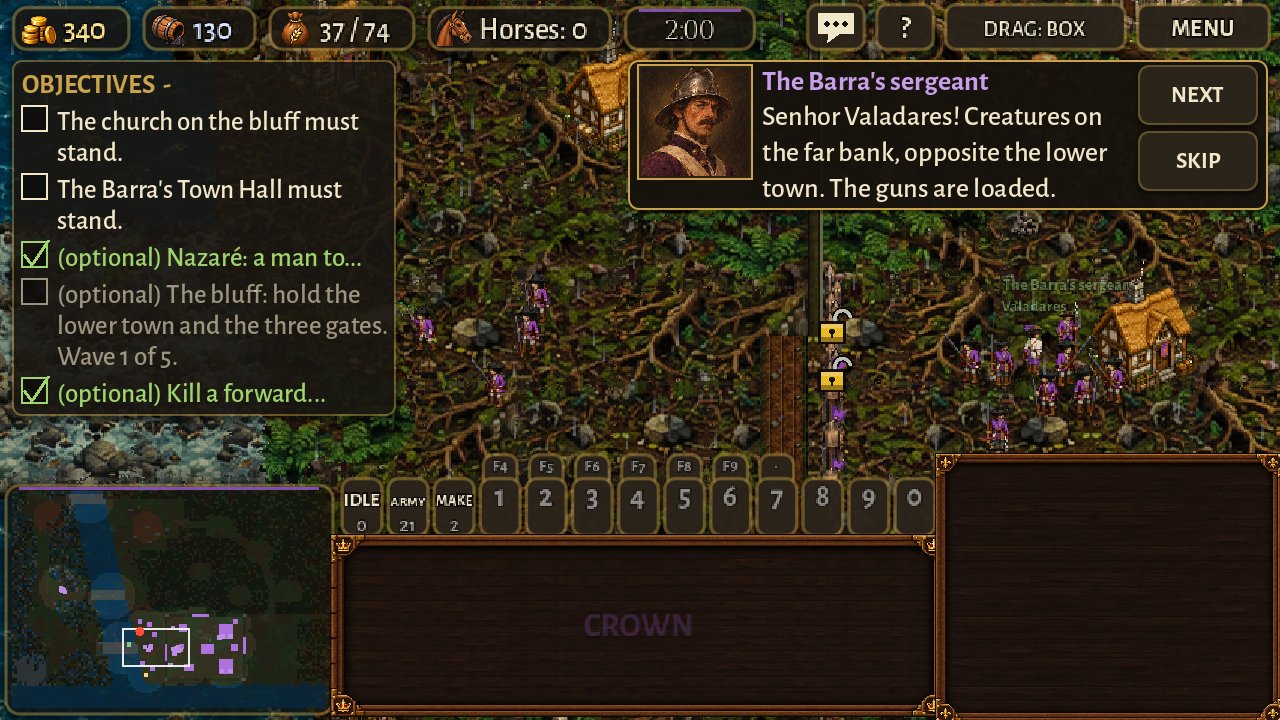 340
130
37/74
Horses: 0
2:00
?
DRAG: BOX
MENU
OBJECTIVES -
The church on the bluff must
stand.
The Barra's Town Hall must
stand.
(optional) Nazaré: a man to...
(optional) The bluff: hold the
lower town and the three gates.
Wave 1 of 5.
(optional) Kill a forward...
The Barra's sergeant
Senhor Valadares! Creatures on
the far bank, opposite the lower
town. The guns are loaded.
NEXT
SKIP
The Barra's sergeant
Valadares
F4 F5 F6 F7 F8 F9 .
IDLE 0
ARMY 21
MAKE 2
1 2 3 4 5 6 7 8 9 0
CROWN